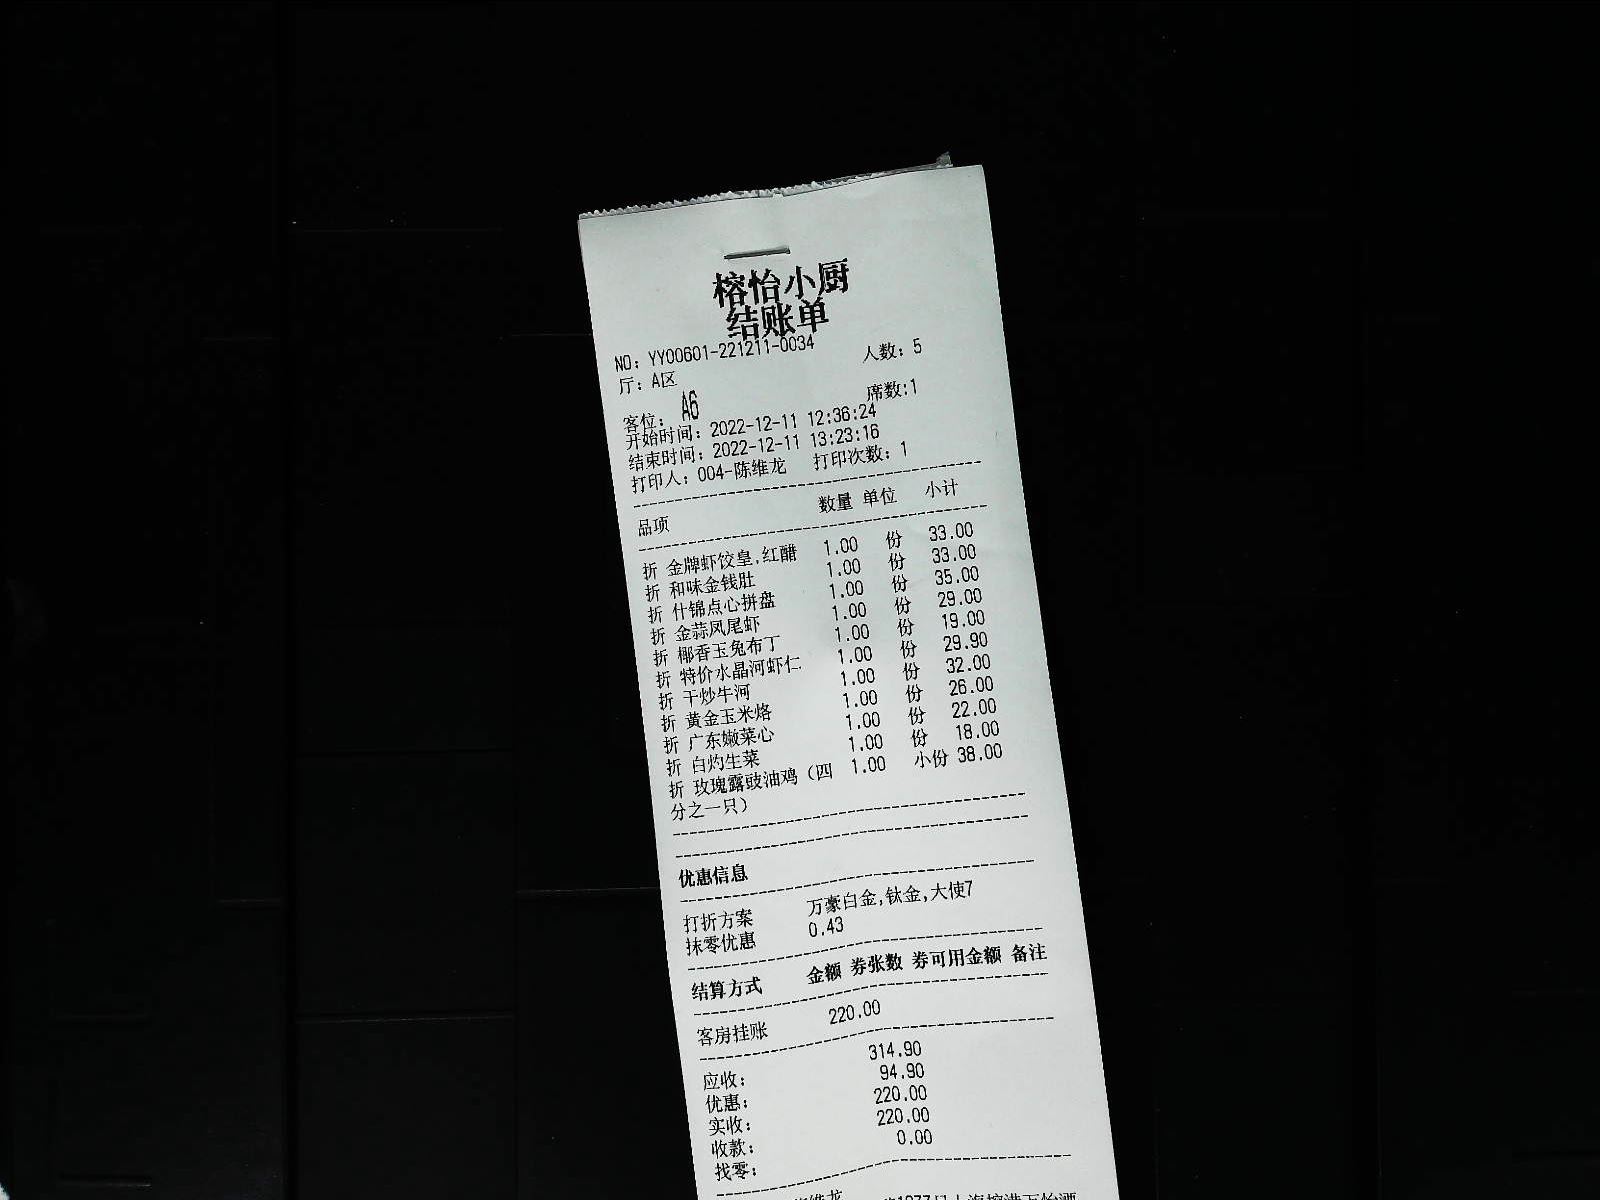 榕怡小厨
结账单
NO: YY00601-221211-0034
厅: A区 人数: 5
客位: A6 席数:1
开始时间: 2022-12-11 12:36:24
结束时间: 2022-12-11 13:23:16
打印人: 004-陈维龙 打印次数: 1
品项 数量 单位 小计
折 金牌虾饺皇,红醋 1.00 份 33.00
折 和味金钱肚 1.00 份 33.00
折 什锦点心拼盘 1.00 份 35.00
折 金蒜凤尾虾 1.00 份 29.00
折 椰香玉兔布丁 1.00 份 19.00
折 特价水晶河虾仁 1.00 份 29.90
折 干炒牛河 1.00 份 32.00
折 黄金玉米烙 1.00 份 26.00
折 广东嫩菜心 1.00 份 22.00
折 白灼生菜 1.00 份 18.00
折 玫瑰露豉油鸡（四 1.00 小份 38.00
分之一只）
优惠信息
打折方案 万豪白金,钛金,大使7
抹零优惠 0.43
结算方式 金额 券张数 券可用金额 备注
客房挂账 220.00
应收: 314.90
优惠: 94.90
实收: 220.00
收款: 220.00
找零: 0.00